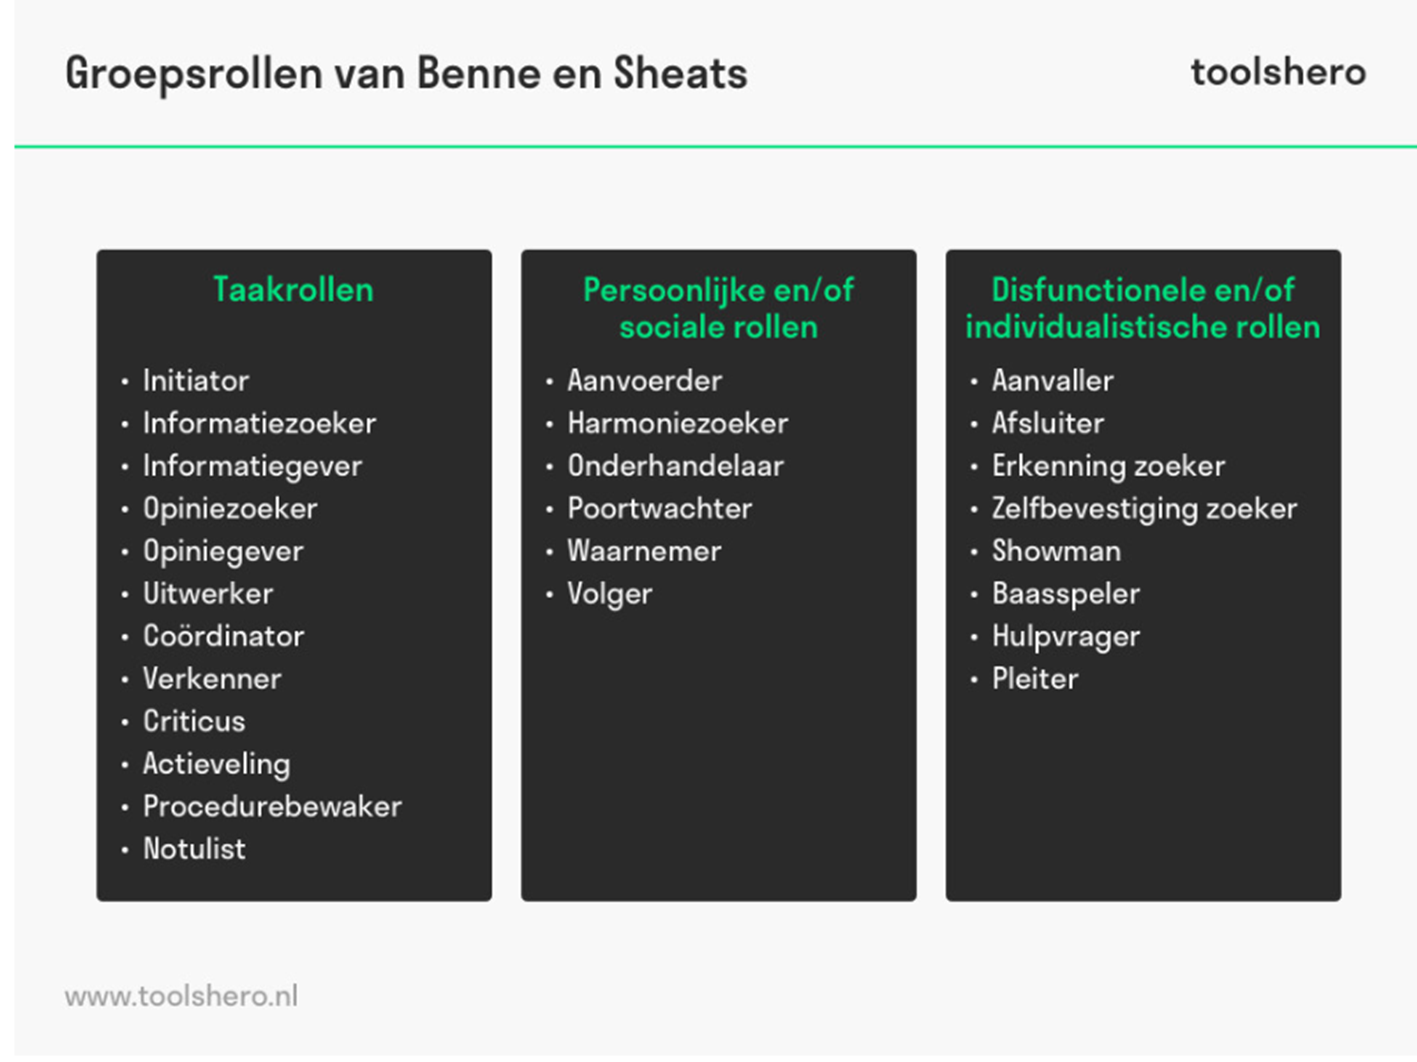 Groepsrollen van Benne en Sheats
toolshero
Taakrollen
• Initiator
• Informatiezoeker
• Informatiegever
• Opiniezoeker
• Opiniegever
• Uitwerker
• Coördinator
• Verkenner
• Criticus
• Actieveling
• Procedurebewaker
• Notulist
Persoonlijke en/of
sociale rollen
• Aanvoerder
• Harmoniezoeker
• Onderhandelaar
• Poortwachter
• Waarnemer
• Volger
Disfunctionele en/of
individualistische rollen
• Aanvaller
• Afsluiter
• Erkenning zoeker
• Zelfbevestiging zoeker
• Showman
• Baasspeler
• Hulpvrager
• Pleiter
www.toolshero.nl